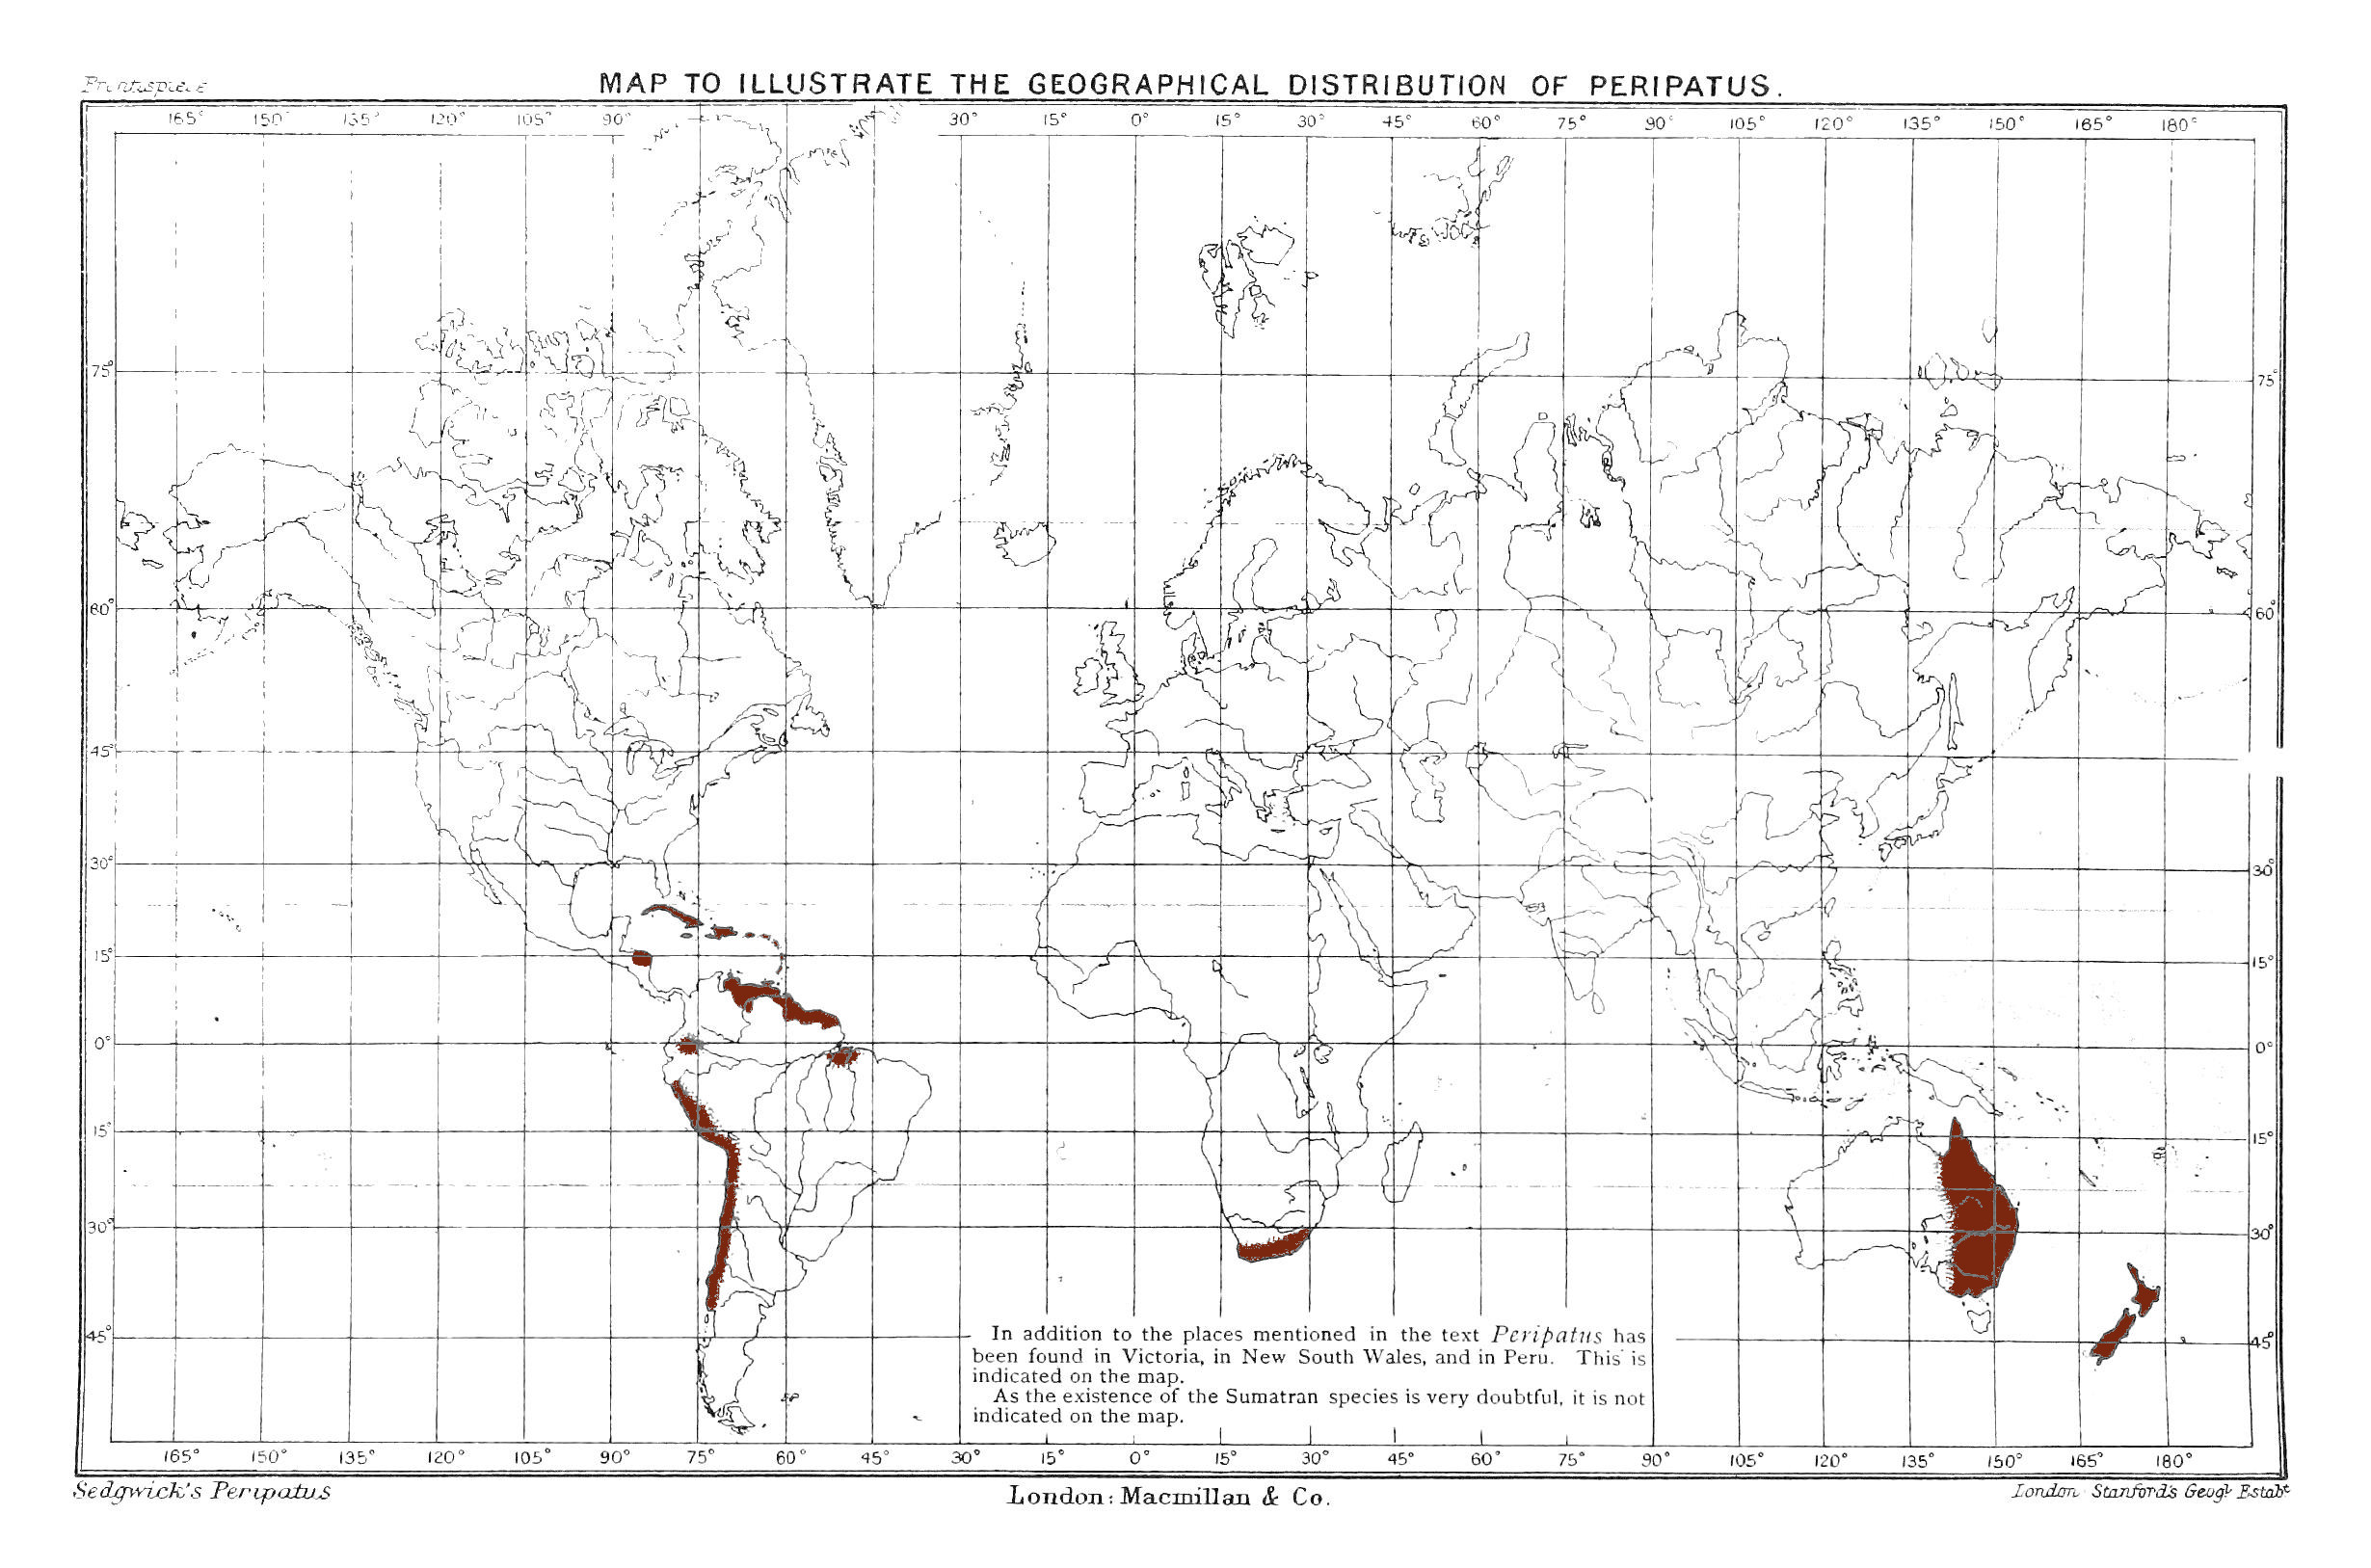 Frontispiece
MAP TO ILLUSTRATE THE GEOGRAPHICAL DISTRIBUTION OF PERIPATUS.
165° 150° 135° 120° 105° 90° 30° 15° 0° 15° 30° 45° 60° 75° 90° 105° 120° 135° 150° 165° 180°
75° 75°
60° 60°
45°
30° 30°
15° 15°
0° 0°
15° 15°
30° 30°
45° 45°
In addition to the places mentioned in the text Peripatus has
been found in Victoria, in New South Wales, and in Peru. This is
indicated on the map.
As the existence of the Sumatran species is very doubtful, it is not
indicated on the map.
165° 150° 135° 120° 105° 90° 75° 60° 45° 30° 15° 0° 15° 30° 45° 60° 75° 90° 105° 120° 135° 150° 165° 180°
Sedgwick's Peripatus
London: Macmillan & Co.
London: Stanford's Geogl. Estabt.